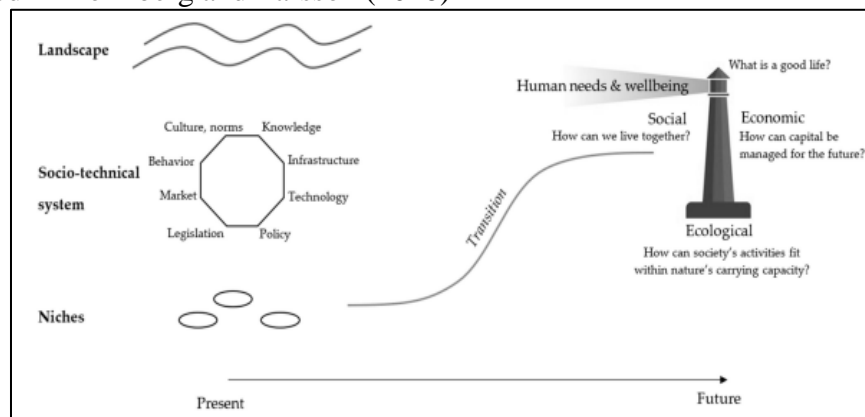 Landscape
What is a good life?
Human needs & wellbeing
Social
Economic
How can we live together?
How can capital be
managed for the future?
Culture, norms
Knowledge
Behavior
Infrastructure
Socio-technical
system
Market
Technology
Legislation
Policy
Transition
Ecological
How can society's activities fit
within nature's carrying capacity?
Niches
Present
Future